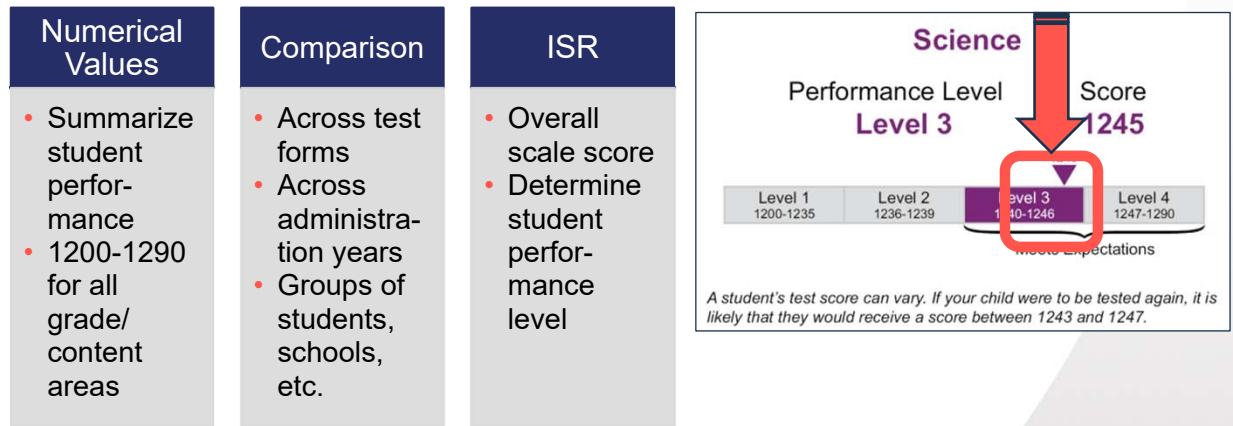 Numerical
Values
• Summarize
student
perfor-
mance
• 1200-1290
for all
grade/
content
areas
Comparison
• Across test
forms
• Across
administra-
tion years
• Groups of
students,
schools,
etc.
ISR
• Overall
scale score
• Determine
student
perfor-
mance
level
Science
Performance Level
Level 3
Score
1245
Level 1
1200-1235
Level 2
1236-1239
Level 3
1240-1246
Level 4
1247-1290
Meets Expectations
A student's test score can vary. If your child were to be tested again, it is
likely that they would receive a score between 1243 and 1247.